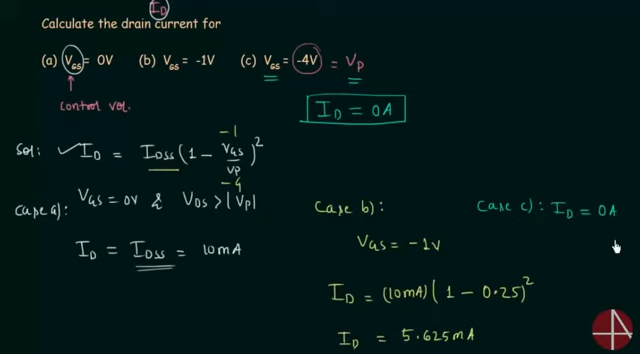 I_D
Calculate the drain current for
(a) V_GS = 0V (b) V_GS = -1V (c) V_GS = -4V = V_P
Control Vol.
I_D = 0A
Sol: ✓ I_D = I_DSS (1 - V_GS/V_P)^2
-1
-4
Case a): V_GS = 0V & V_DS > |V_P|
I_D = I_DSS = 10mA
Case b):
V_GS = -1V
I_D = (10mA) (1 - 0.25)^2
I_D = 5.625mA
Case c): I_D = 0A